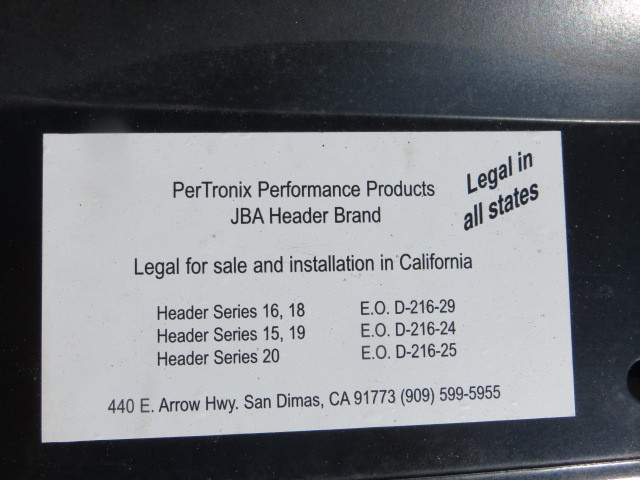 PerTronix Performance Products
JBA Header Brand
Legal in
all states
Legal for sale and installation in California
Header Series 16, 18 E.O. D-216-29
Header Series 15, 19 E.O. D-216-24
Header Series 20 E.O. D-216-25
440 E. Arrow Hwy. San Dimas, CA 91773 (909) 599-5955